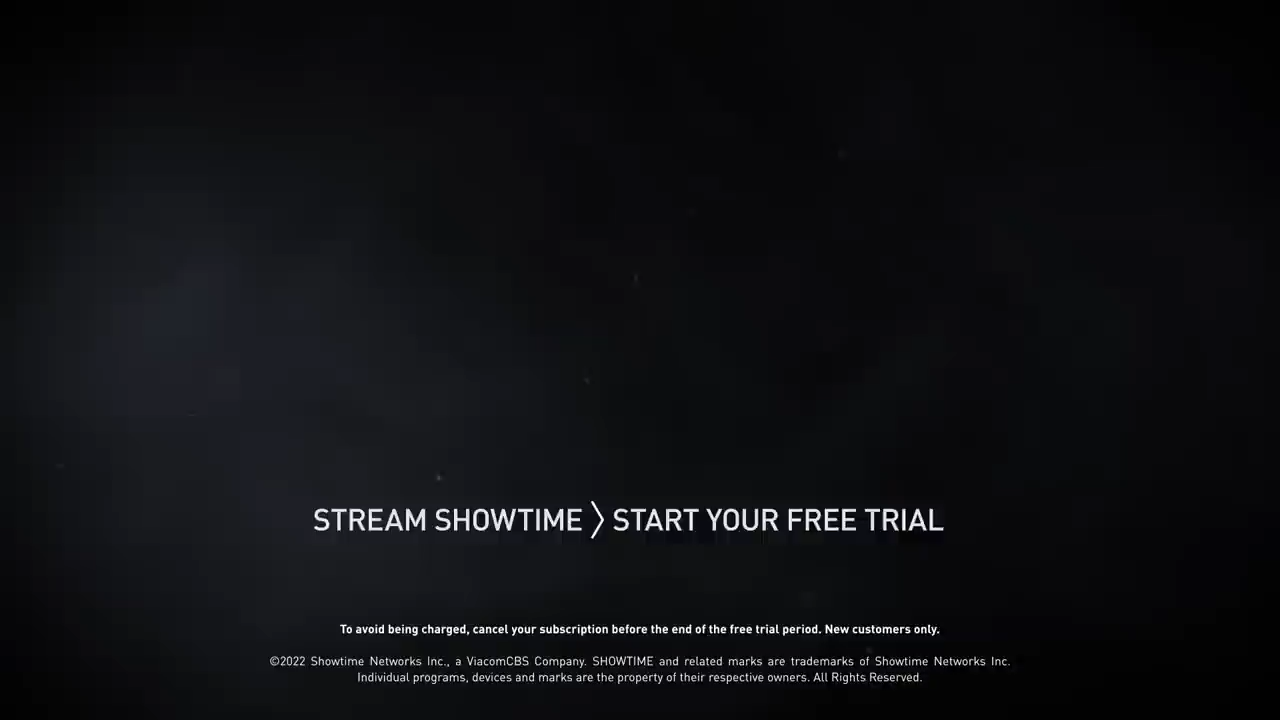 STREAM SHOWTIME 〉START YOUR FREE TRIAL
To avoid being charged, cancel your subscription before the end of the free trial period. New customers only.
©2022 Showtime Networks Inc., a ViacomCBS Company. SHOWTIME and related marks are trademarks of Showtime Networks Inc.
Individual programs, devices and marks are the property of their respective owners. All Rights Reserved.